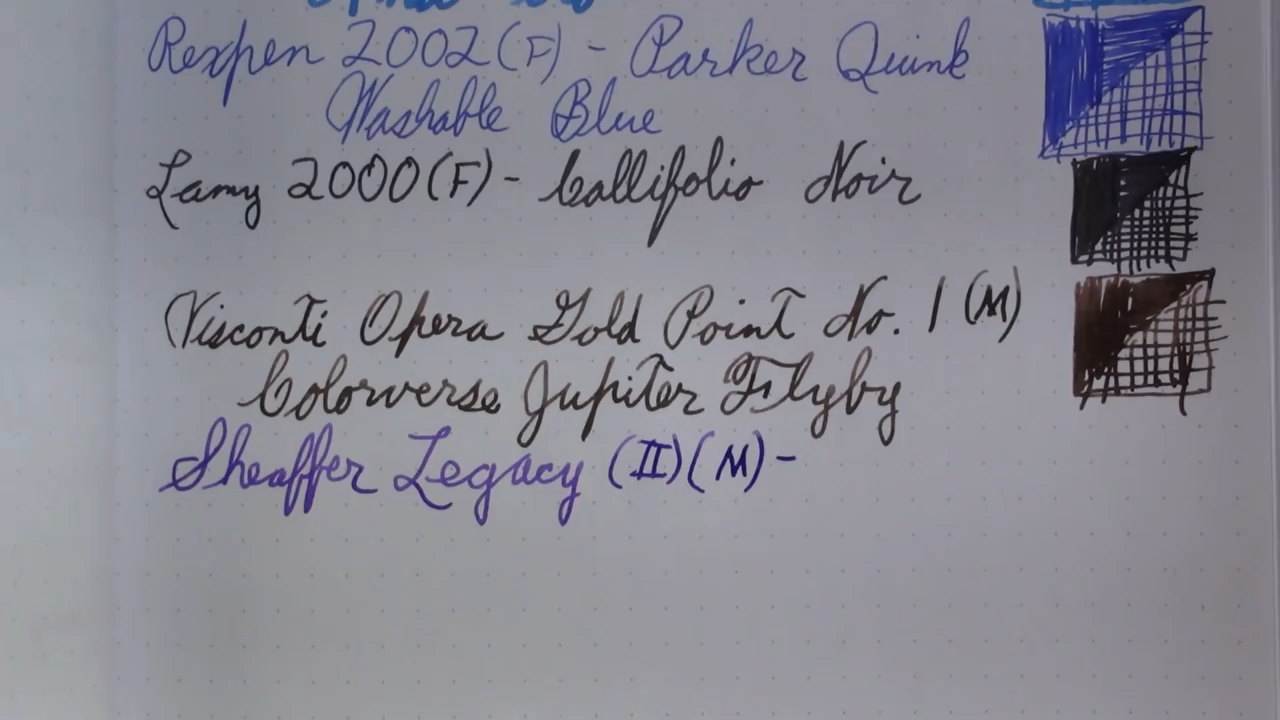 Rexpen 2002 (F) - Parker Quink
Washable Blue
Lamy 2000 (F) - Callifolio Noir
Visconti Opera Gold Point No. 1 (M)
Colorverse Jupiter Flyby
Sheaffer Legacy (II) (M) -